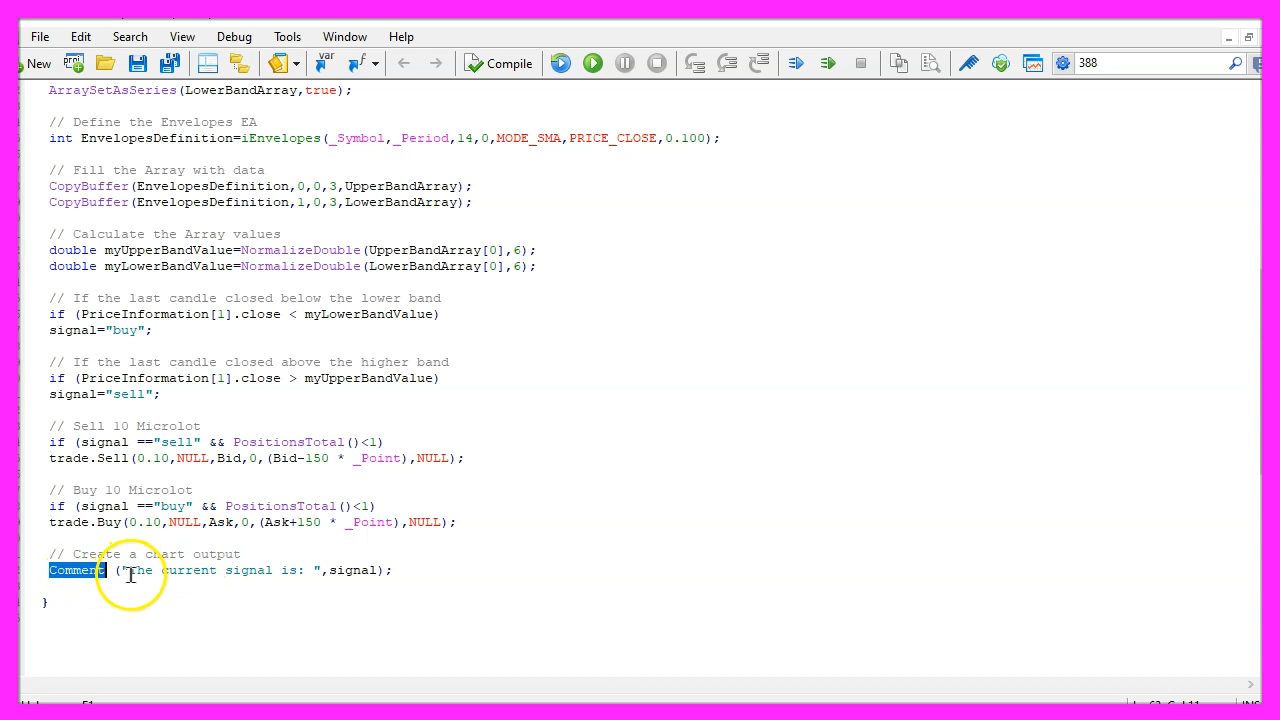 File Edit Search View Debug Tools Window Help
New Compile 388
ArraySetAsSeries(LowerBandArray,true);
// Define the Envelopes EA
int EnvelopesDefinition=iEnvelopes(_Symbol,_Period,14,0,MODE_SMA,PRICE_CLOSE,0.100);
// Fill the Array with data
CopyBuffer(EnvelopesDefinition,0,0,3,UpperBandArray);
CopyBuffer(EnvelopesDefinition,1,0,3,LowerBandArray);
// Calculate the Array values
double myUpperBandValue=NormalizeDouble(UpperBandArray[0],6);
double myLowerBandValue=NormalizeDouble(LowerBandArray[0],6);
// If the last candle closed below the lower band
if (PriceInformation[1].close < myLowerBandValue)
signal="buy";
// If the last candle closed above the higher band
if (PriceInformation[1].close > myUpperBandValue)
signal="sell";
// Sell 10 Microlot
if (signal =="sell" && PositionsTotal()<1)
trade.Sell(0.10,NULL,Bid,0,(Bid-150 * _Point),NULL);
// Buy 10 Microlot
if (signal =="buy" && PositionsTotal()<1)
trade.Buy(0.10,NULL,Ask,0,(Ask+150 * _Point),NULL);
// Create a chart output
Comment ("The current signal is: ",signal);
}